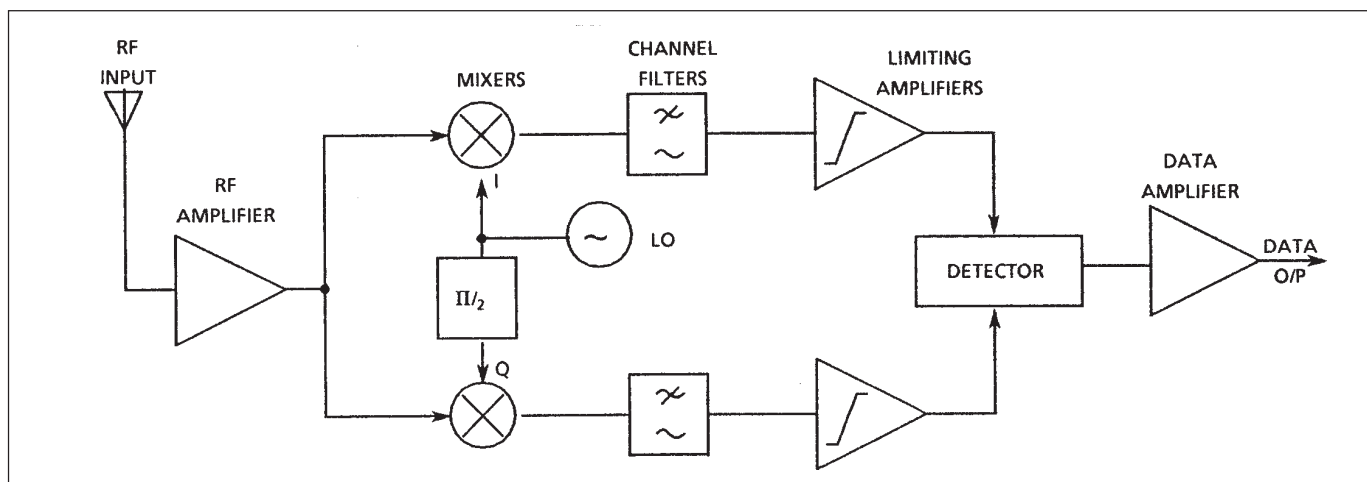 RF
INPUT
RF
AMPLIFIER
MIXERS
I
Q
Π/2
LO
CHANNEL
FILTERS
LIMITING
AMPLIFIERS
DETECTOR
DATA
AMPLIFIER
DATA
O/P